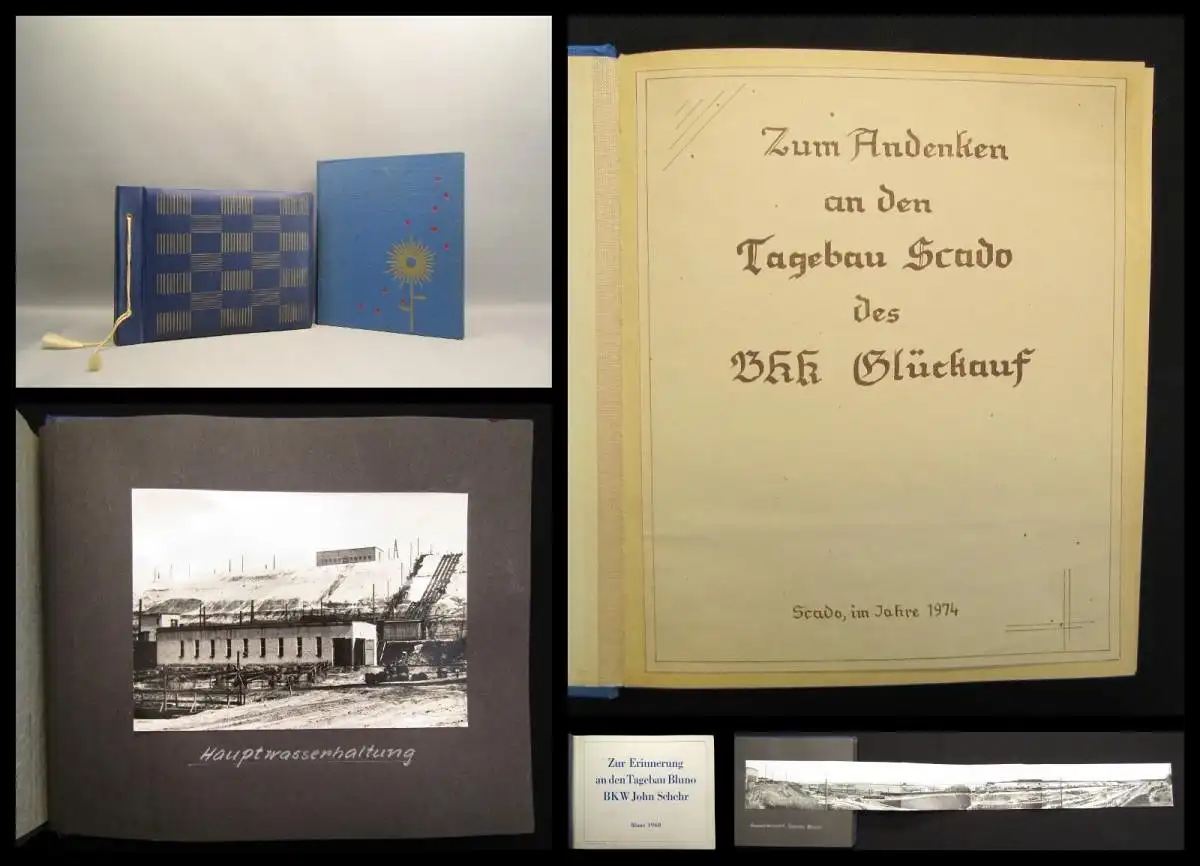 Zum Andenken
an den
Tagebau Scado
des
Bkk Glückauf
Scado, im Jahre 1974
Hauptwasserhaltung
Zur Erinnerung
an den Tagebau Bluno
BKW John Schehr
1968